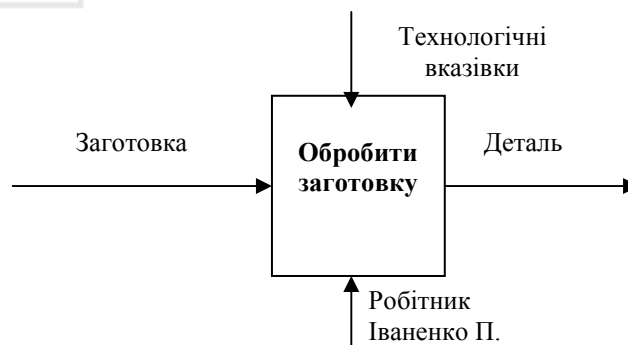 Технологічні
вказівки
Заготовка
Обробити
заготовку
Деталь
Робітник
Іваненко П.